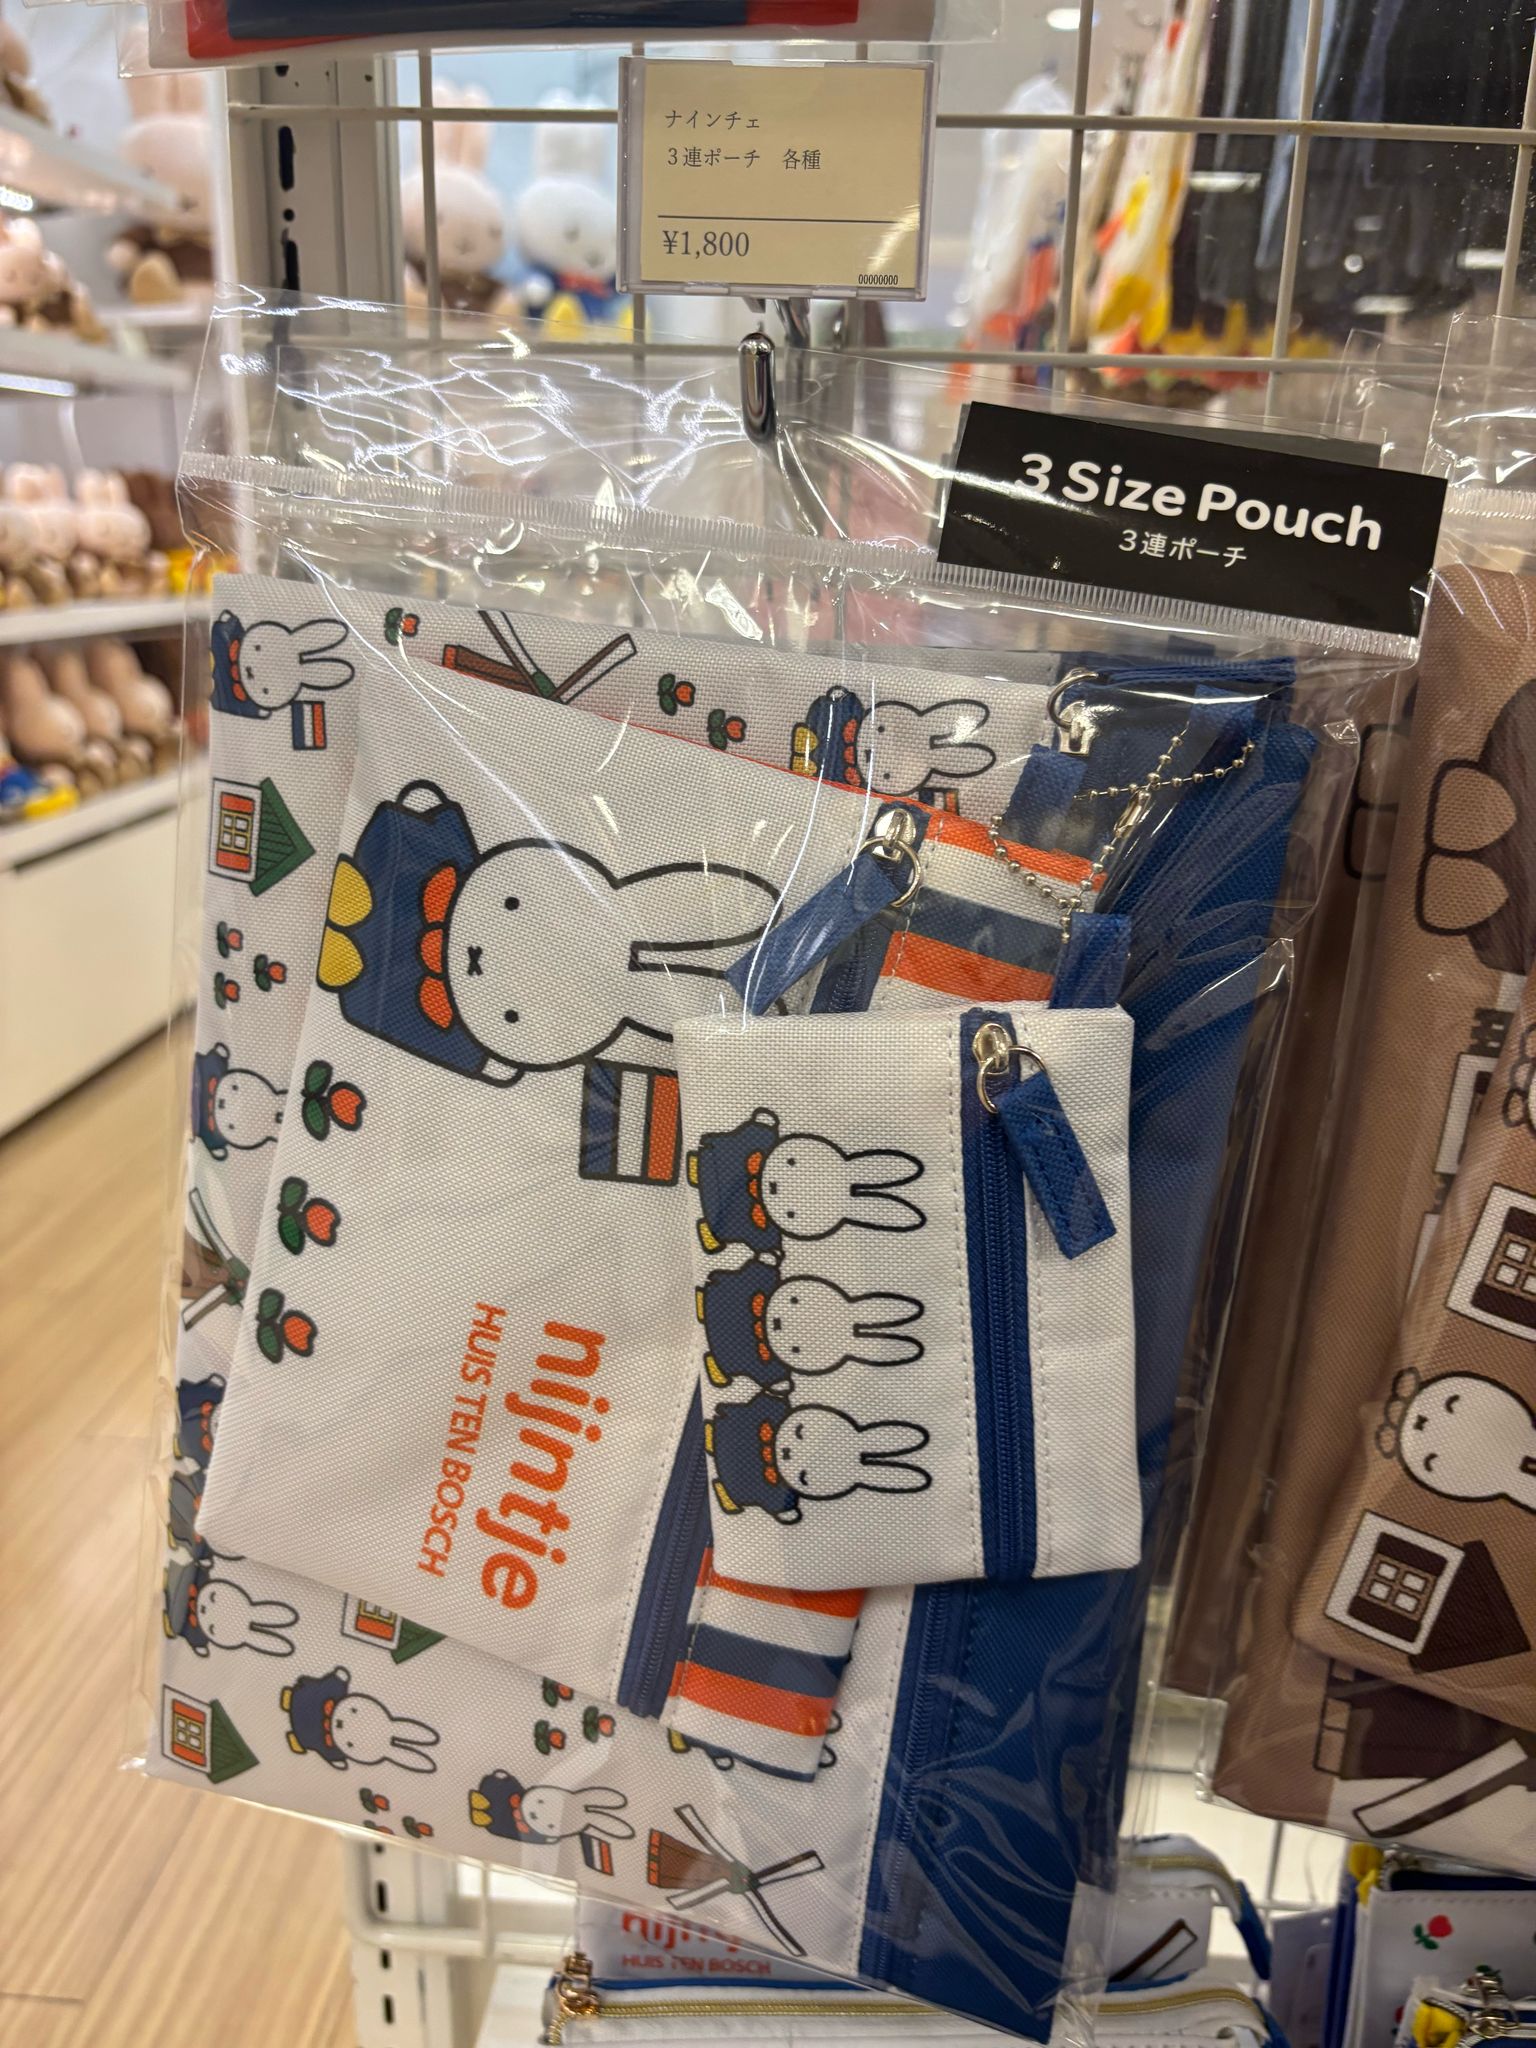 ナインチェ
３連ポーチ　各種
¥1,800
00000000
3 Size Pouch
３連ポーチ
nijntje
HUIS TEN BOSCH
HUIS TEN BOSCH